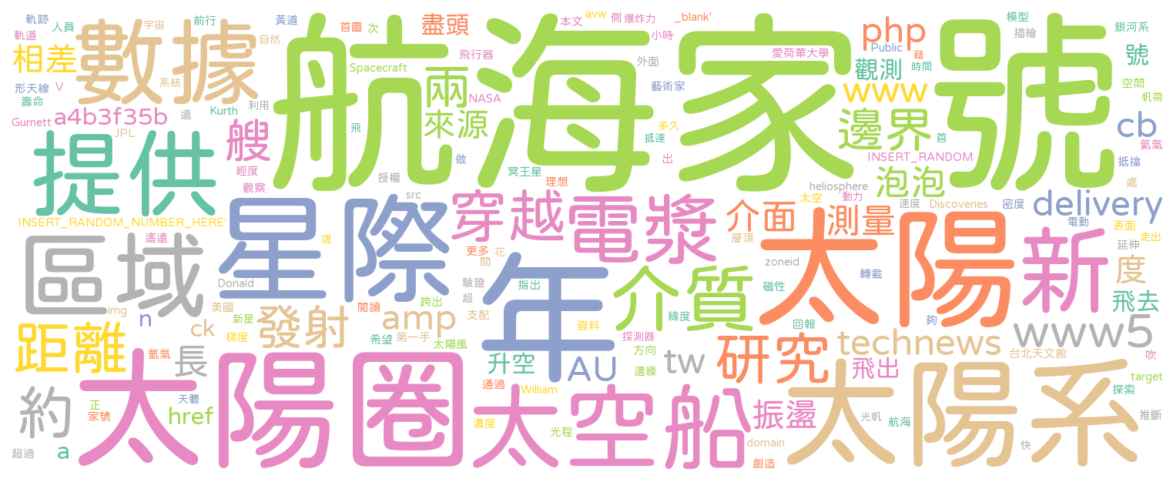 軌跡 人員 宇宙 前行 黃道 首圖 次 本文 avw 側 爆炸力 _blank'
軌道 相差 數據 航海家號 盡頭 小時 愛荷華大學 php 藉 模型 描繪 銀河系
飛行器 外面 Public 時間 號
形天線 V 系統 自然 Spacecraft 兩 藝術家 觀測 空間
壽命 遠 利用 NASA 來源 www 帆帶
Gurnett a4b3f35b Kurth 飛 多久 邊界 首 cb 氦氣
JPL 艘 抵達 INSERT_RANDOM 抵擋
提供 經度 做 出 泡泡 處
觀察 授權 冥王星 理想 heliosphere 動力
src 太空 速度 Discoveries 密度 delivery
INSERT_RANDOM_NUMBER_HERE' 星際 穿越 電漿 介面 測量 電動 表面
遙遠 項 層頂 太陽 新 延伸 定出
區域 更多 花 問 zoneid 轉載 度
Donald 驗證 超 指出 年 介質 磁性 飛去
img 美國 閱讀 跨出 緯度
n 新星 支配 資料 回報 夠 www5
距離 ck 發射 amp 梯度 希望 第一手 太陽風 探測器 研究 technews 吹
氫氣 長 升空 AU 方向 邊緣 tw 飛出 台北天文館 target
約 天體 太陽圈 通過 William 探索
正 家號 href 太空船 振盪 太陽系 光帆 航海 推斷
超過 a 濃度 光程 domain 創造 快